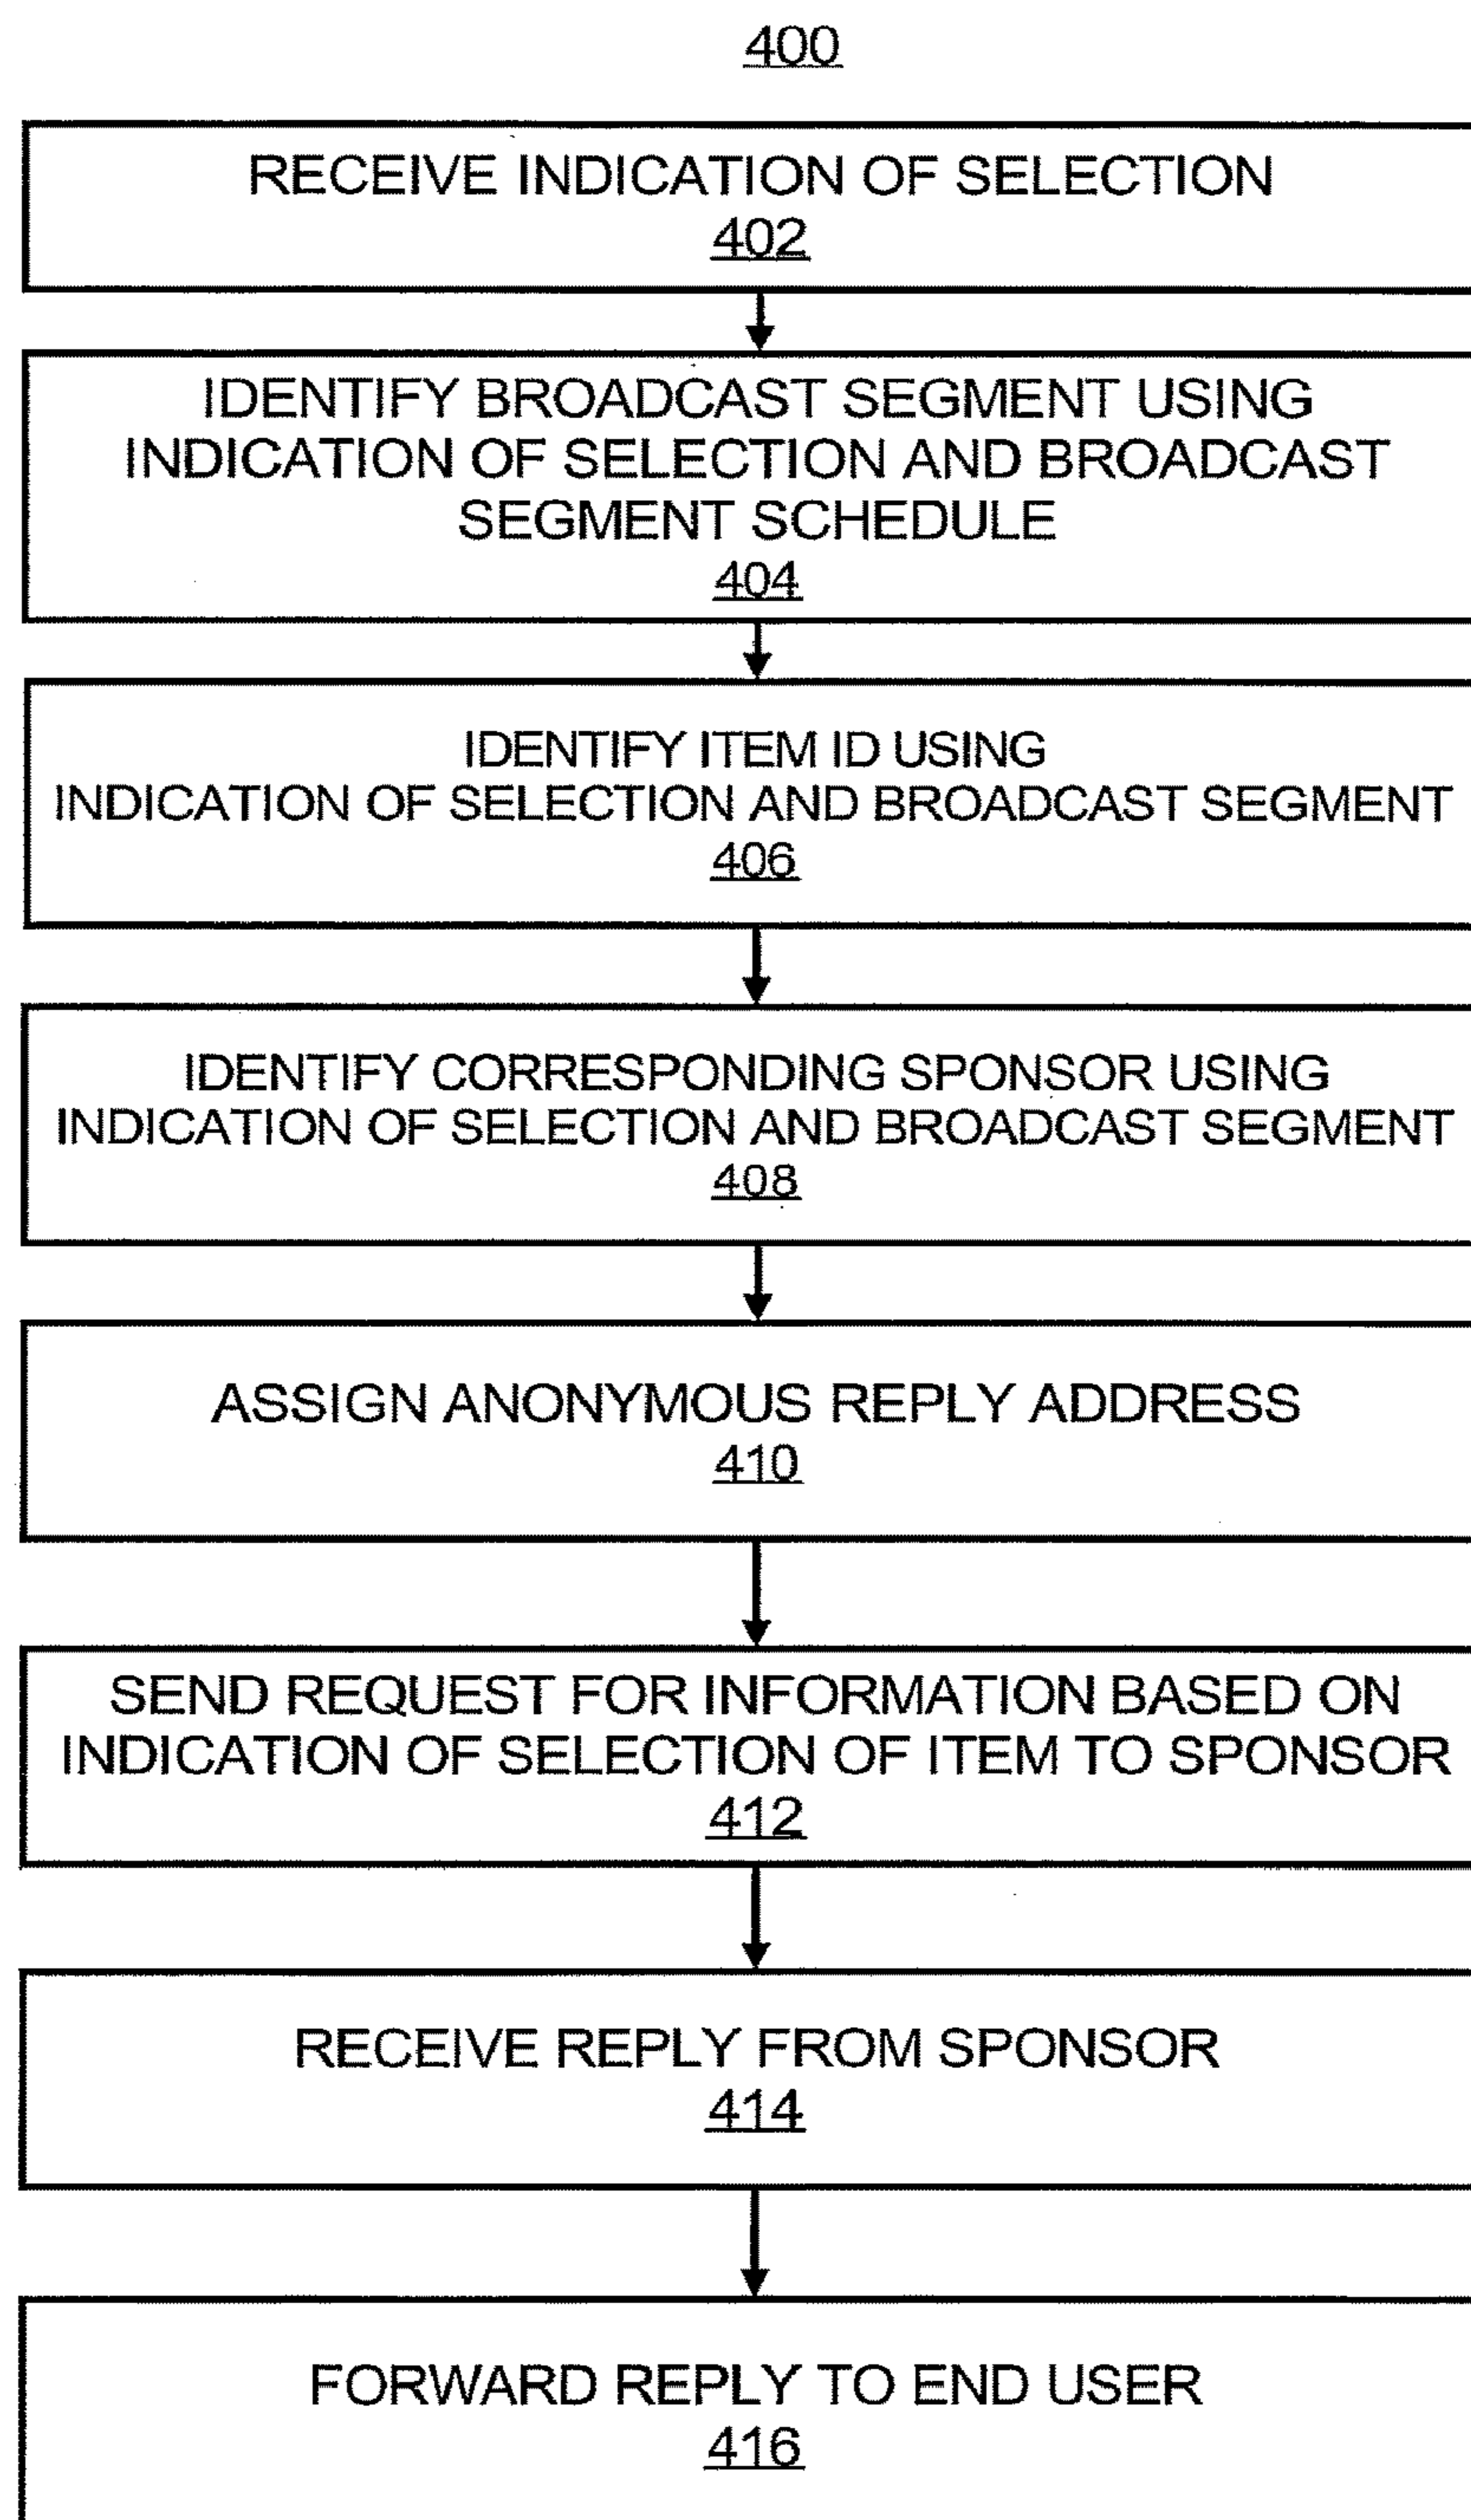 400
RECEIVE INDICATION OF SELECTION
402
IDENTIFY BROADCAST SEGMENT USING
INDICATION OF SELECTION AND BROADCAST
SEGMENT SCHEDULE
404
IDENTIFY ITEM ID USING
INDICATION OF SELECTION AND BROADCAST SEGMENT
406
IDENTIFY CORRESPONDING SPONSOR USING
INDICATION OF SELECTION AND BROADCAST SEGMENT
408
ASSIGN ANONYMOUS REPLY ADDRESS
410
SEND REQUEST FOR INFORMATION BASED ON
INDICATION OF SELECTION OF ITEM TO SPONSOR
412
RECEIVE REPLY FROM SPONSOR
414
FORWARD REPLY TO END USER
416